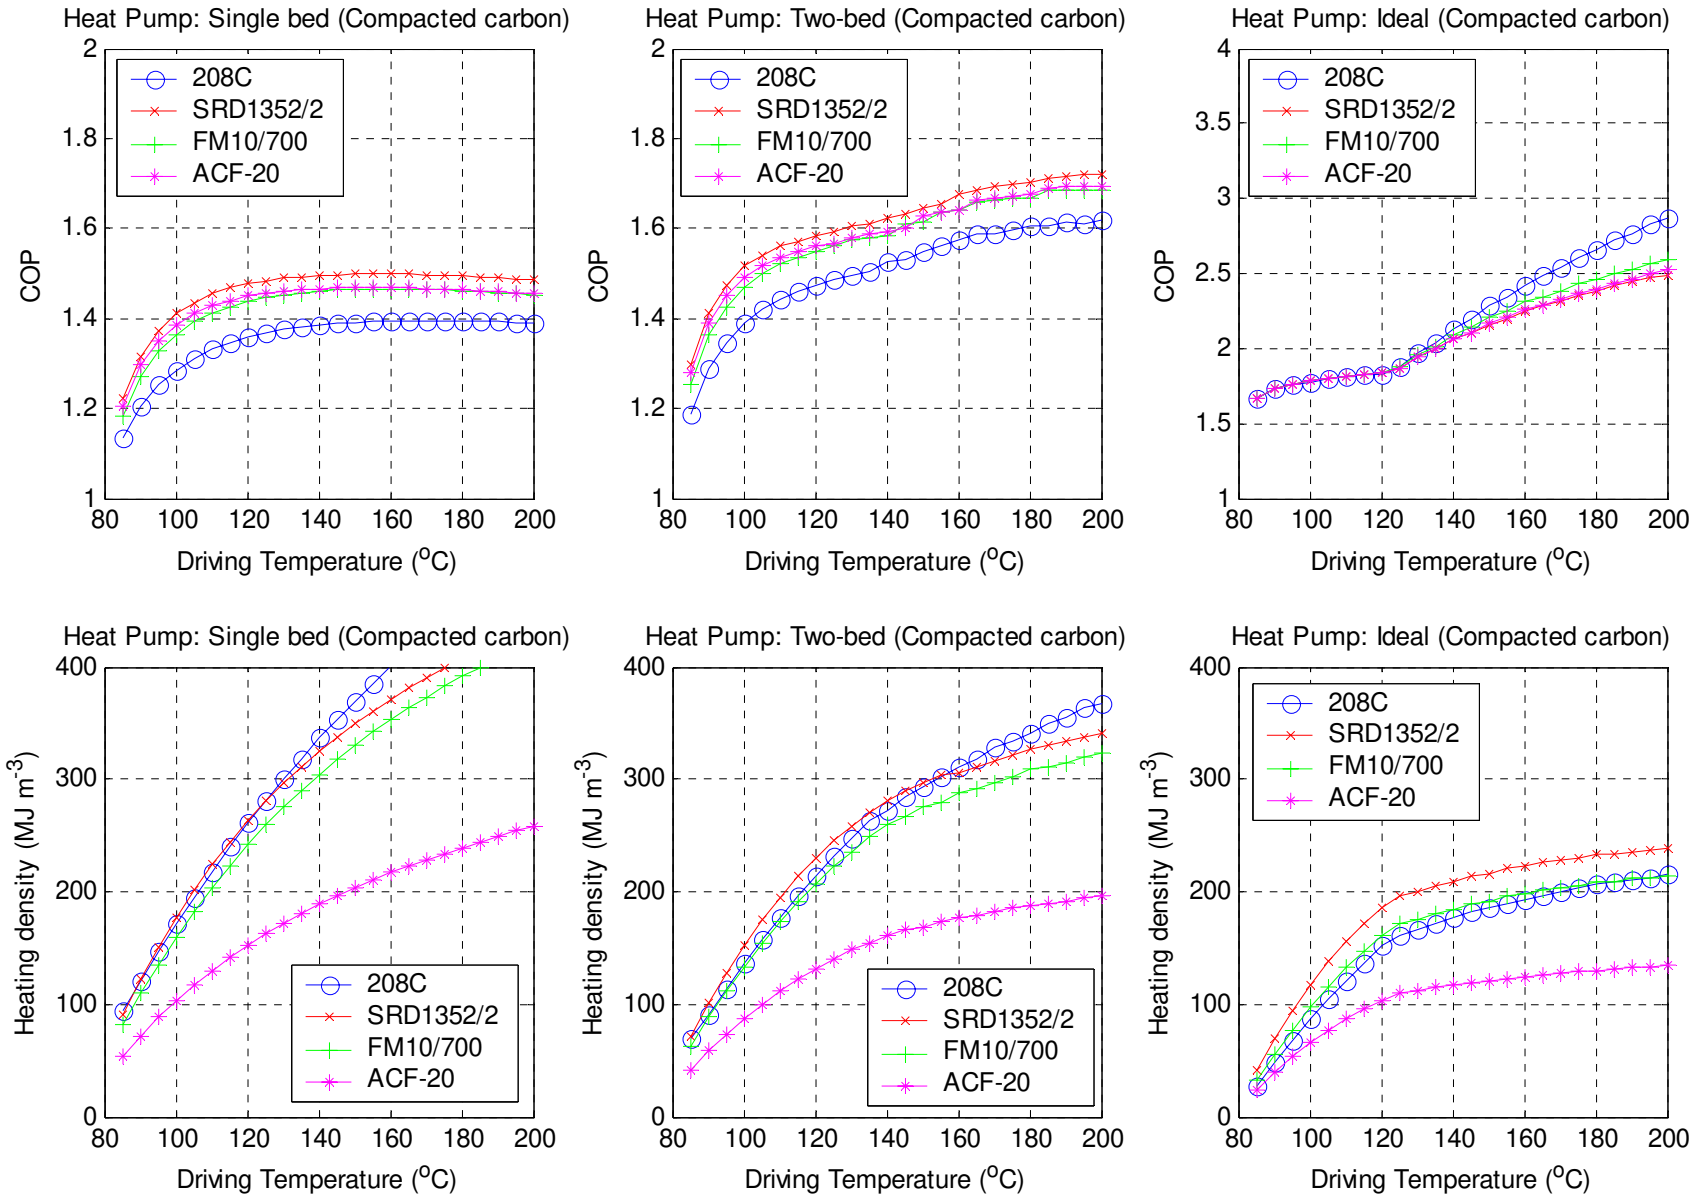 Heat Pump: Single bed (Compacted carbon)
2
1.8
1.6
1.4
1.2
1
COP
208C
SRD1352/2
FM10/700
ACF-20
80 100 120 140 160 180 200
Driving Temperature (°C)
Heat Pump: Two-bed (Compacted carbon)
2
1.8
1.6
1.4
1.2
1
COP
208C
SRD1352/2
FM10/700
ACF-20
80 100 120 140 160 180 200
Driving Temperature (°C)
Heat Pump: Ideal (Compacted carbon)
4
3.5
3
2.5
2
1.5
1
COP
208C
SRD1352/2
FM10/700
ACF-20
80 100 120 140 160 180 200
Driving Temperature (°C)
Heat Pump: Single bed (Compacted carbon)
400
300
200
100
0
Heating density (MJ m⁻³)
208C
SRD1352/2
FM10/700
ACF-20
80 100 120 140 160 180 200
Driving Temperature (°C)
Heat Pump: Two-bed (Compacted carbon)
400
300
200
100
0
Heating density (MJ m⁻³)
208C
SRD1352/2
FM10/700
ACF-20
80 100 120 140 160 180 200
Driving Temperature (°C)
Heat Pump: Ideal (Compacted carbon)
400
300
200
100
0
Heating density (MJ m⁻³)
208C
SRD1352/2
FM10/700
ACF-20
80 100 120 140 160 180 200
Driving Temperature (°C)